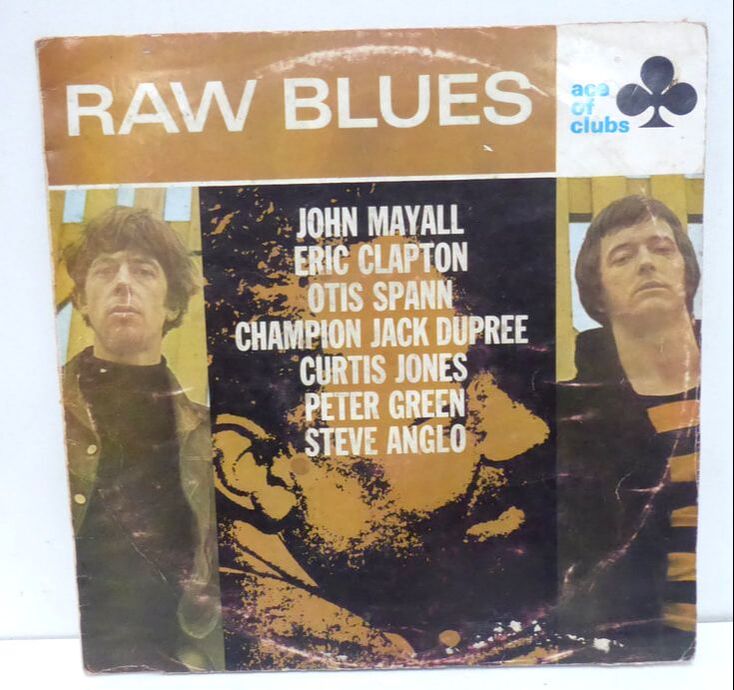 RAW BLUES
ace
of
clubs
JOHN MAYALL
ERIC CLAPTON
OTIS SPANN
CHAMPION JACK DUPREE
CURTIS JONES
PETER GREEN
STEVE ANGLO